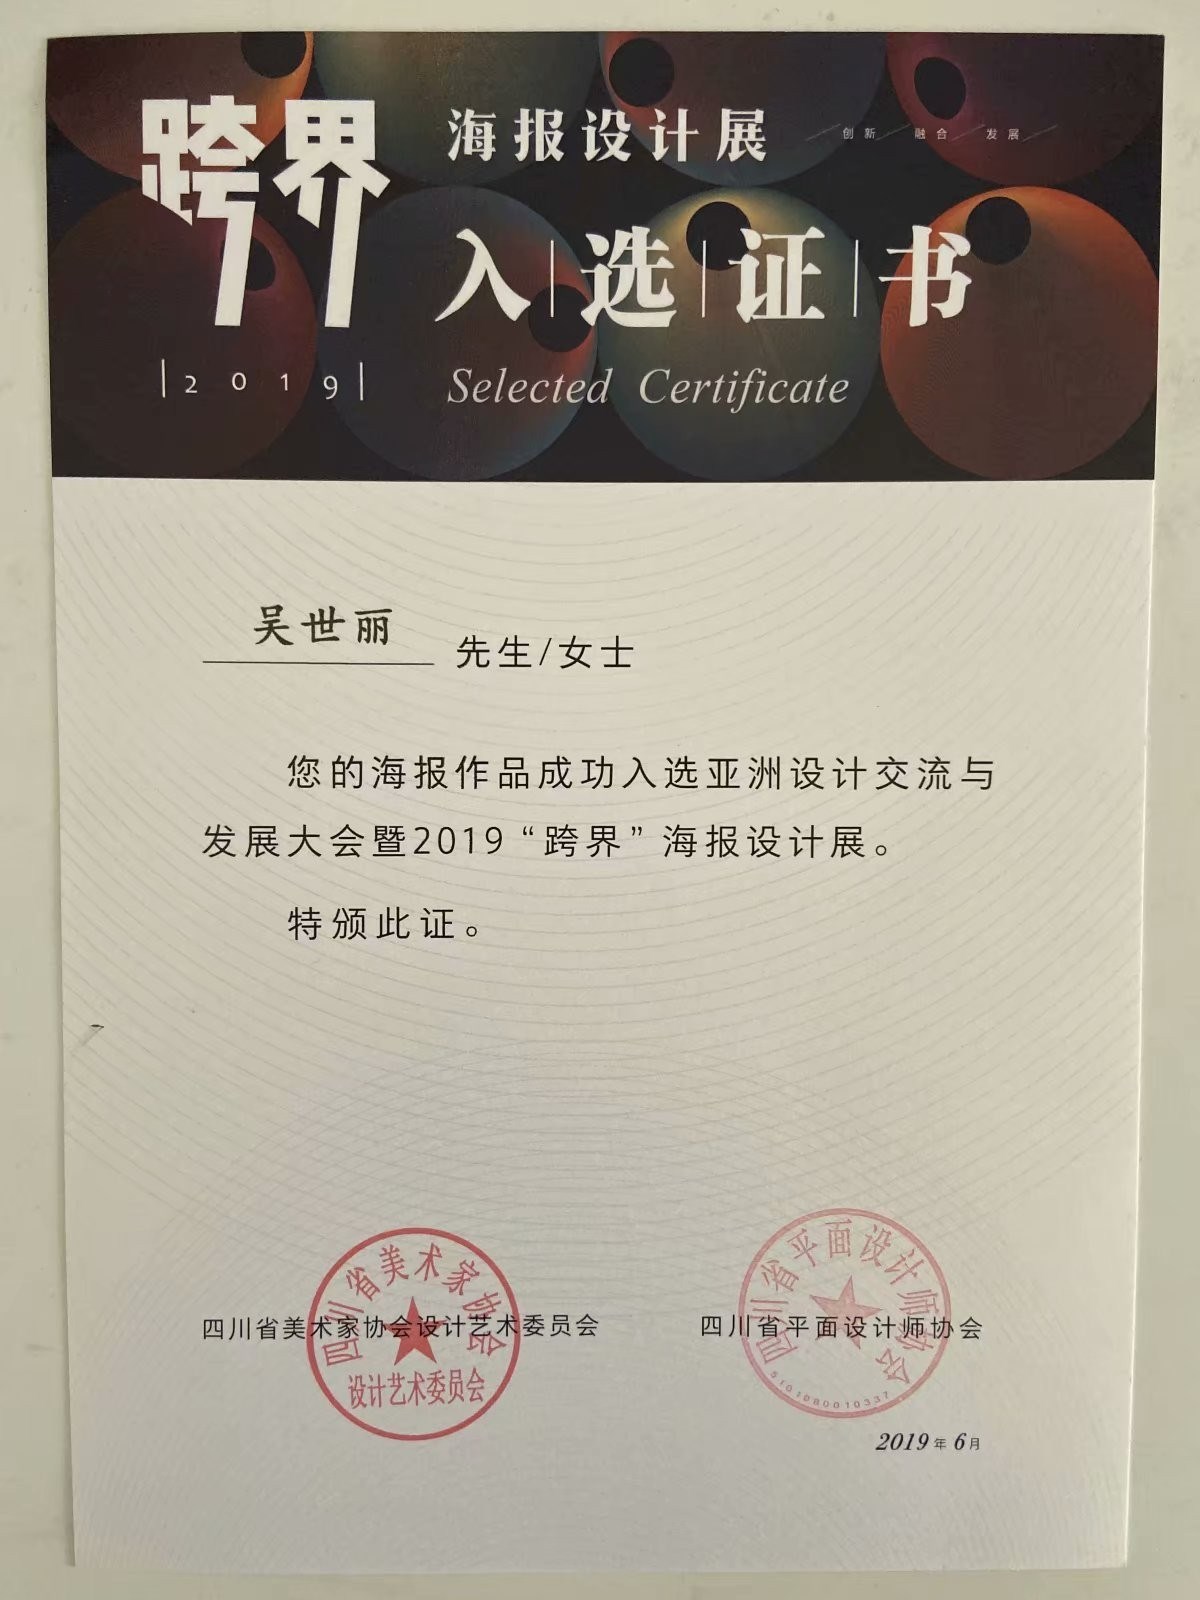 跨界
海报设计展
创新 融合 发展
入|选|证|书
|2019|
Selected Certificate
吴世丽 先生/女士
您的海报作品成功入选亚洲设计交流与
发展大会暨2019“跨界”海报设计展。
特颁此证。
四川省美术家协会设计艺术委员会
四川省平面设计师协会
四川省美术家协会
设计艺术委员会
四川省平面设计师协会
5101080010337
2019年6月